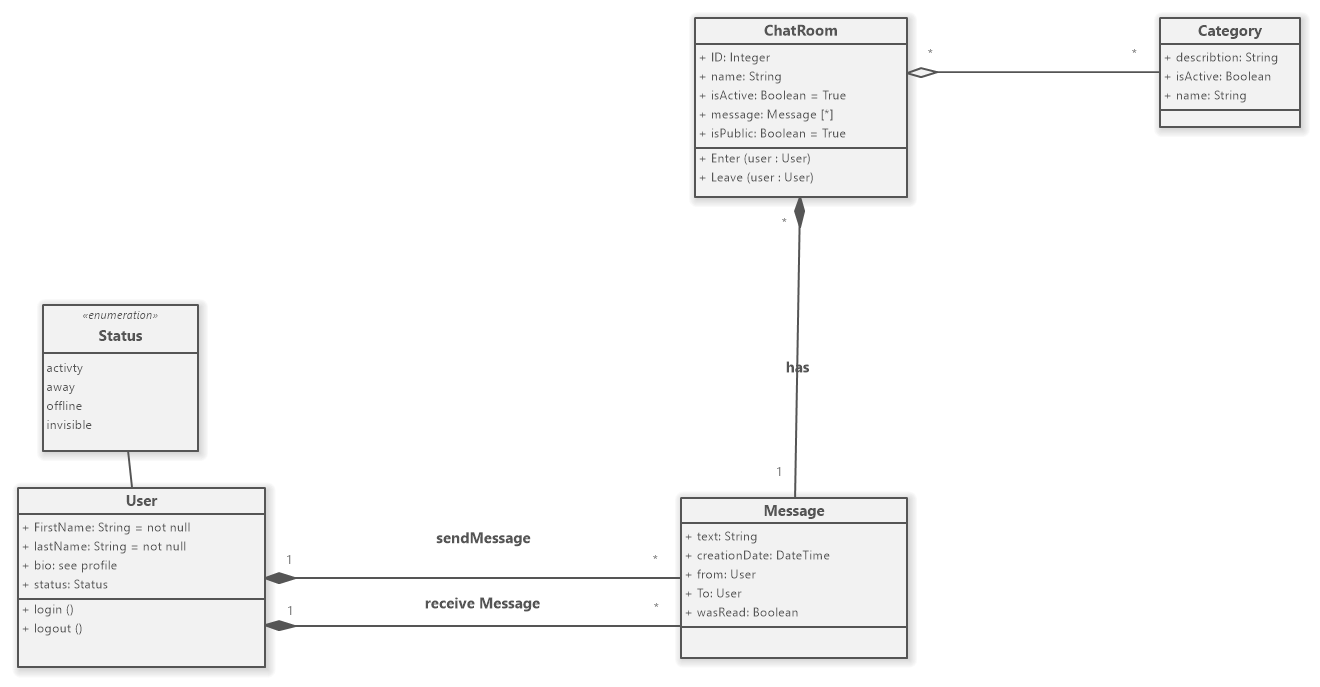 ChatRoom
+ ID: Integer
+ name: String
+ isActive: Boolean = True
+ message: Message [*]
+ isPublic: Boolean = True
+ Enter (user : User)
+ Leave (user : User)
*
*
Category
+ describtion: String
+ isActive: Boolean
+ name: String
*
has
1
«enumeration»
Status
activty
away
offline
invisible
User
+ FirstName: String = not null
+ lastName: String = not null
+ bio: see profile
+ status: Status
+ login ()
+ logout ()
sendMessage
1
*
receive Message
1
*
Message
+ text: String
+ creationDate: DateTime
+ from: User
+ To: User
+ wasRead: Boolean